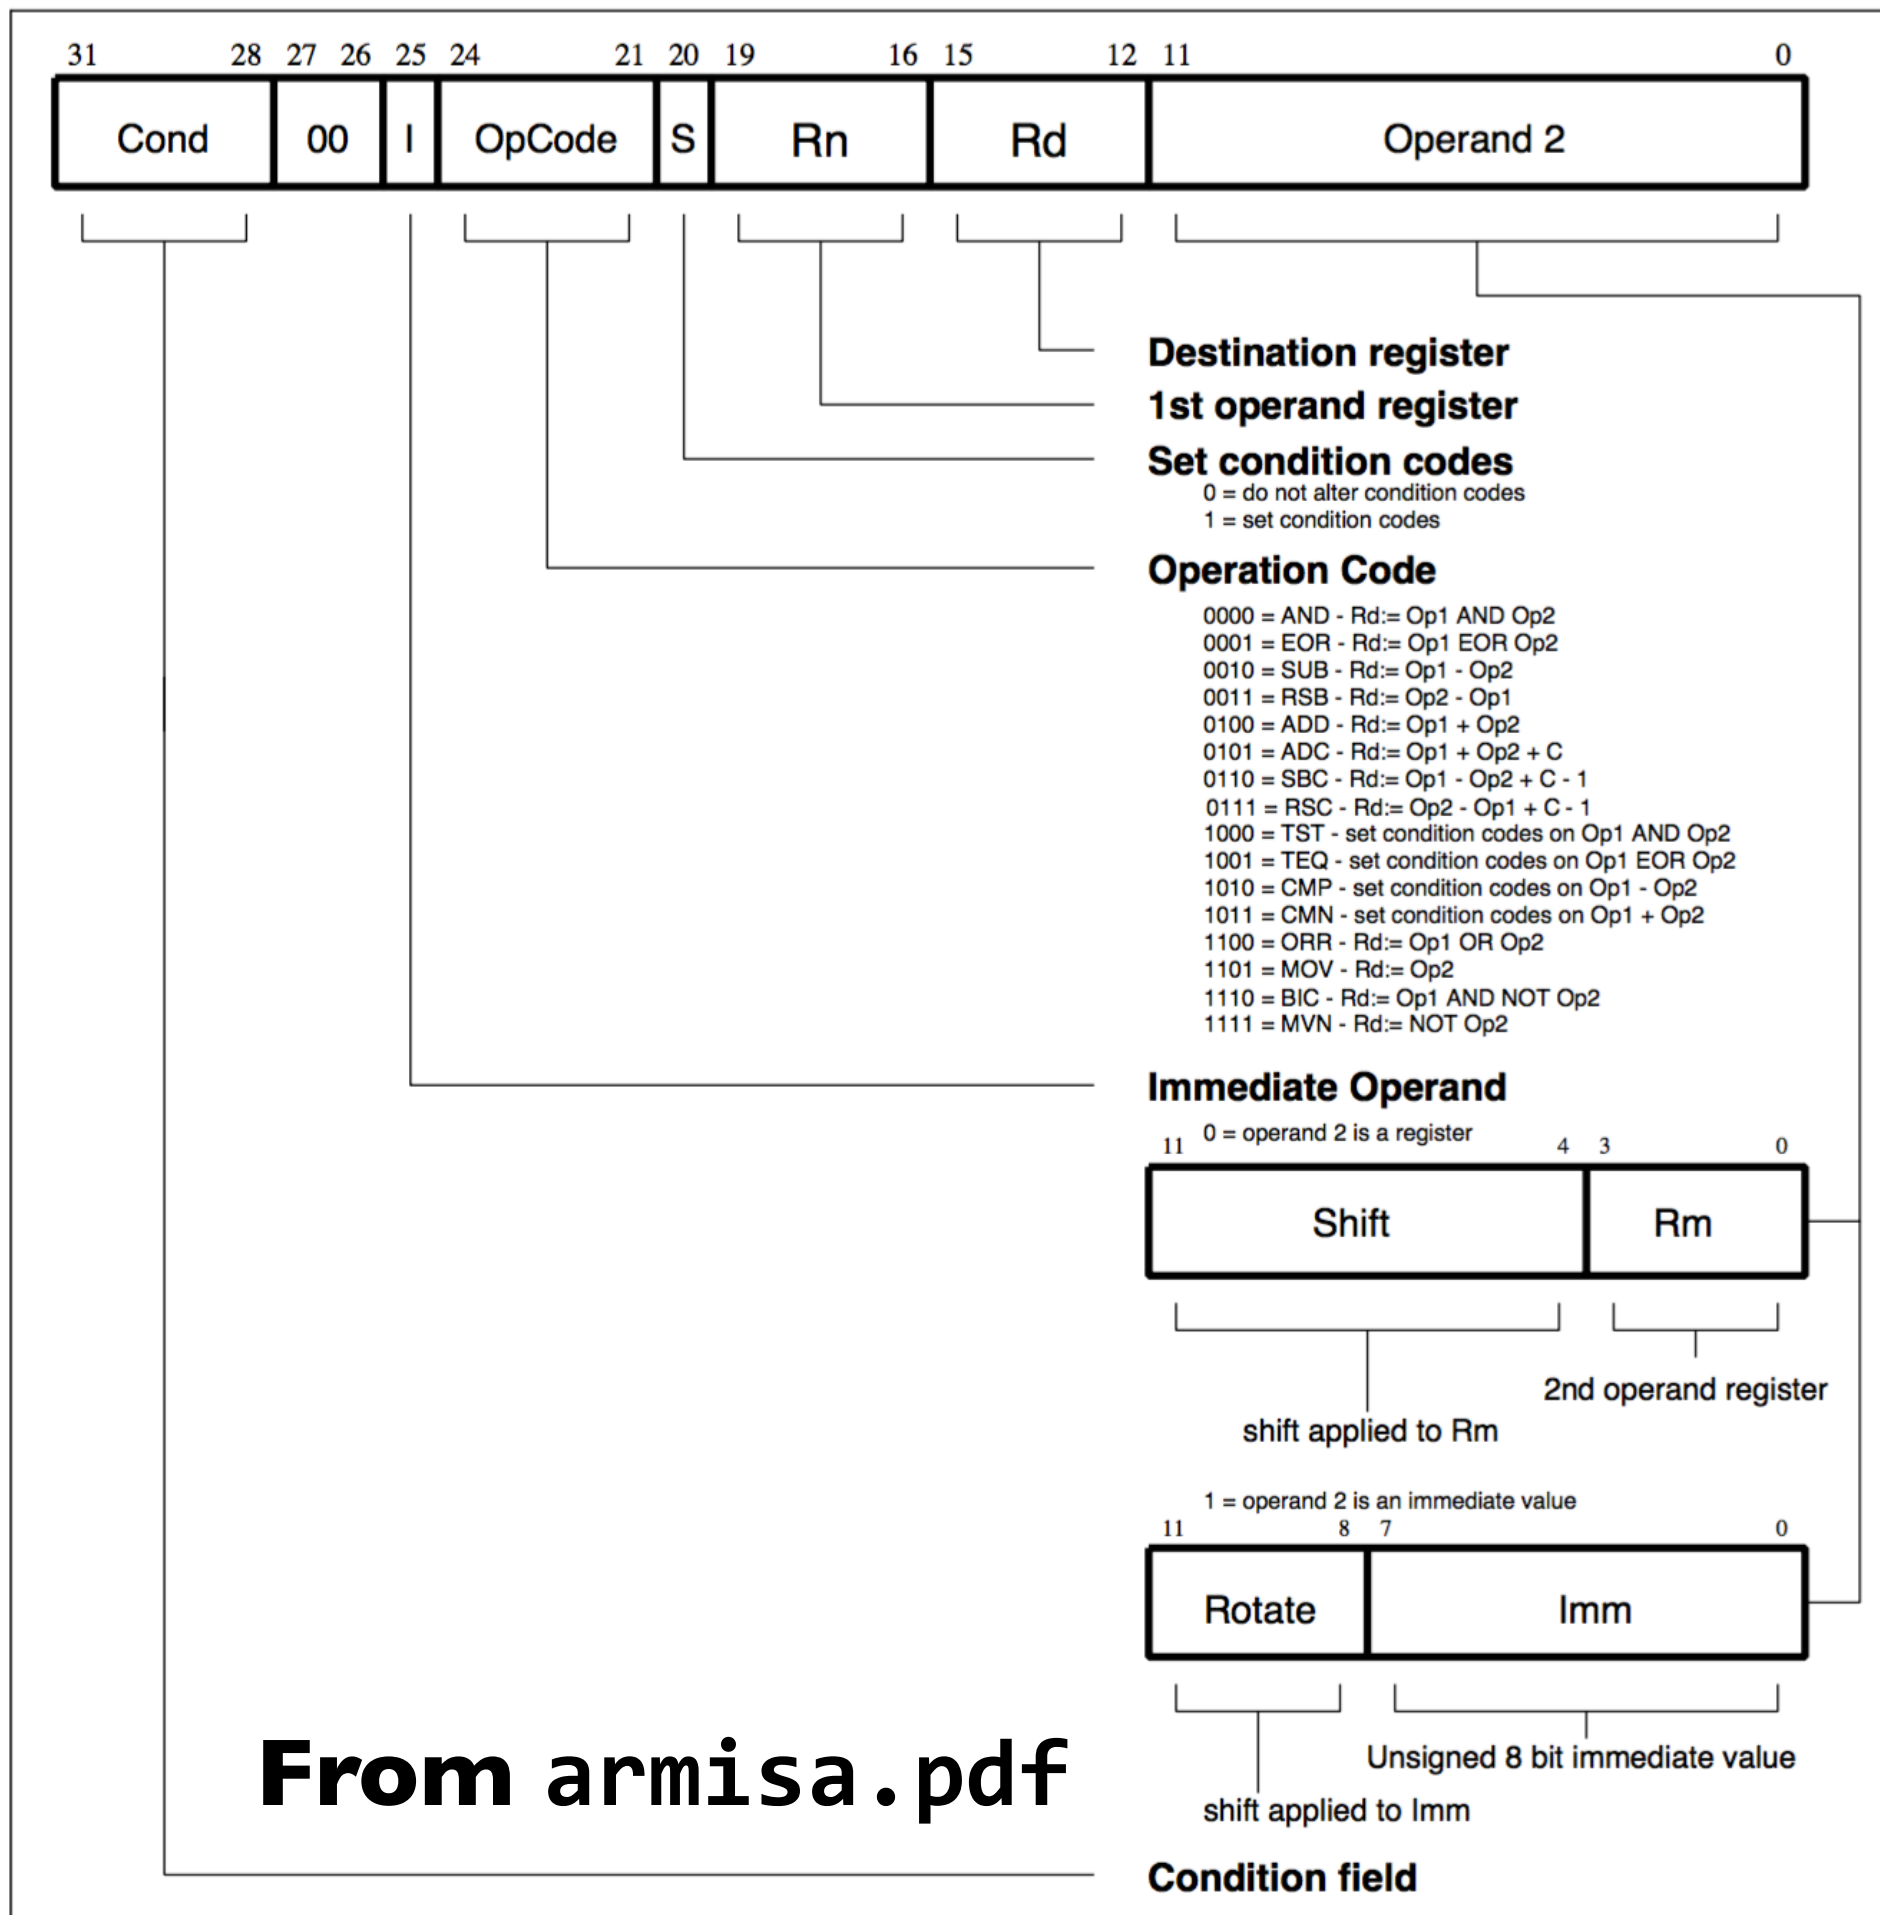 31 28 27 26 25 24 21 20 19 16 15 12 11 0
Cond 00 I OpCode S Rn Rd Operand 2
Destination register
1st operand register
Set condition codes
0 = do not alter condition codes
1 = set condition codes
Operation Code
0000 = AND - Rd:= Op1 AND Op2
0001 = EOR - Rd:= Op1 EOR Op2
0010 = SUB - Rd:= Op1 - Op2
0011 = RSB - Rd:= Op2 - Op1
0100 = ADD - Rd:= Op1 + Op2
0101 = ADC - Rd:= Op1 + Op2 + C
0110 = SBC - Rd:= Op1 - Op2 + C - 1
0111 = RSC - Rd:= Op2 - Op1 + C - 1
1000 = TST - set condition codes on Op1 AND Op2
1001 = TEQ - set condition codes on Op1 EOR Op2
1010 = CMP - set condition codes on Op1 - Op2
1011 = CMN - set condition codes on Op1 + Op2
1100 = ORR - Rd:= Op1 OR Op2
1101 = MOV - Rd:= Op2
1110 = BIC - Rd:= Op1 AND NOT Op2
1111 = MVN - Rd:= NOT Op2
Immediate Operand
0 = operand 2 is a register
11 4 3 0
Shift Rm
2nd operand register
shift applied to Rm
1 = operand 2 is an immediate value
11 8 7 0
Rotate Imm
Unsigned 8 bit immediate value
shift applied to Imm
From armisa.pdf
Condition field